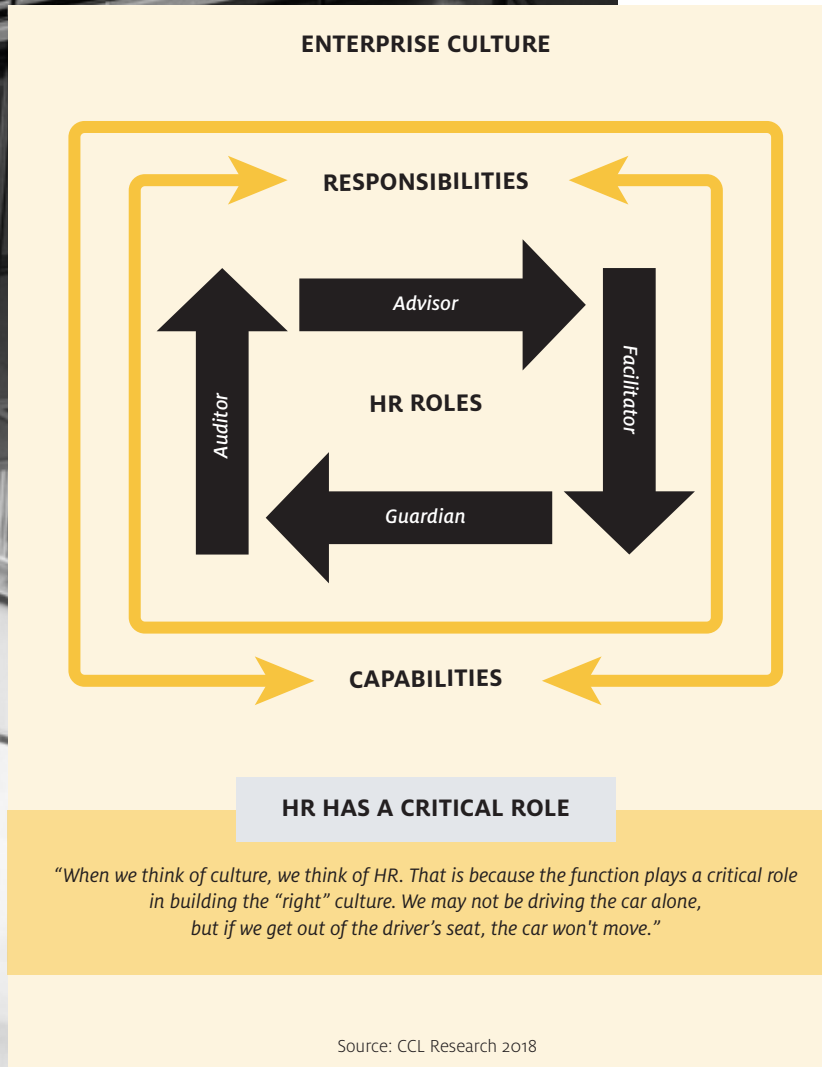 ENTERPRISE CULTURE
RESPONSIBILITIES
Advisor
Facilitator
HR ROLES
Auditor
Guardian
CAPABILITIES
HR HAS A CRITICAL ROLE
“When we think of culture, we think of HR. That is because the function plays a critical role
in building the “right” culture. We may not be driving the car alone,
but if we get out of the driver’s seat, the car won't move.”
Source: CCL Research 2018